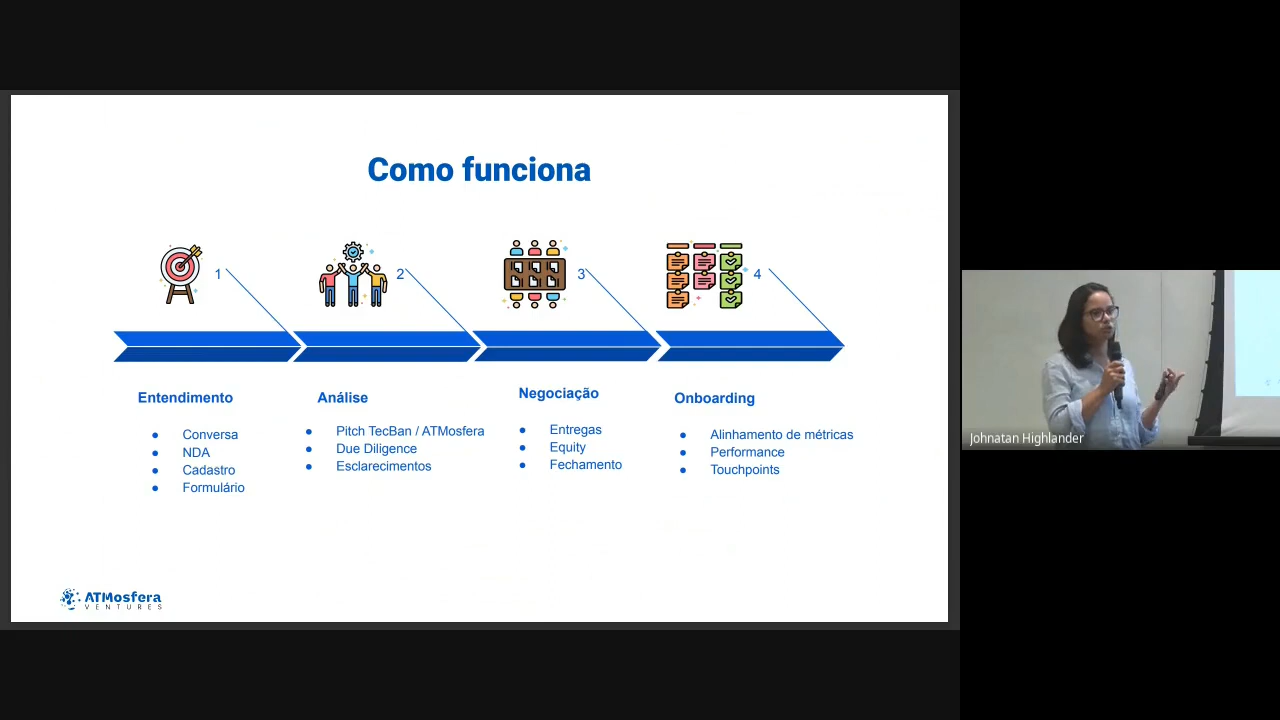 Como funciona
1
2
3
4
Entendimento
Conversa
NDA
Cadastro
Formulário
Análise
Pitch TecBan / ATMosfera
Due Diligence
Esclarecimentos
Negociação
Entregas
Equity
Fechamento
Onboarding
Alinhamento de métricas
Performance
Touchpoints
ATMosfera
VENTURES
Johnatan Highlander